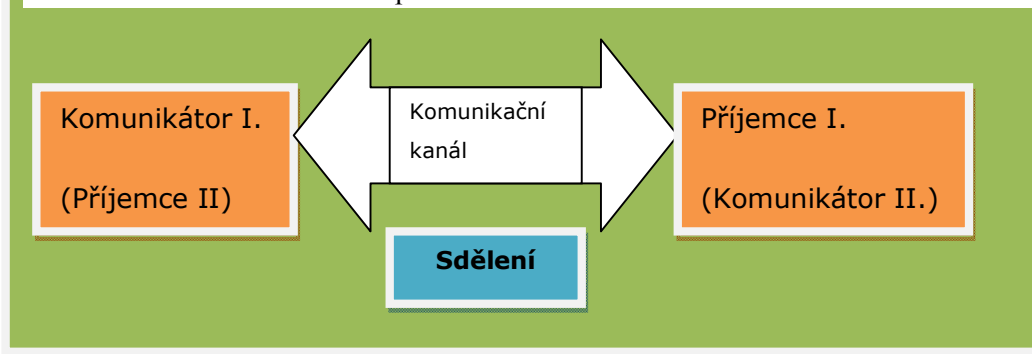 Komunikátor I.
(Příjemce II)
Komunikační
kanál
Příjemce I.
(Komunikátor II.)
Sdělení